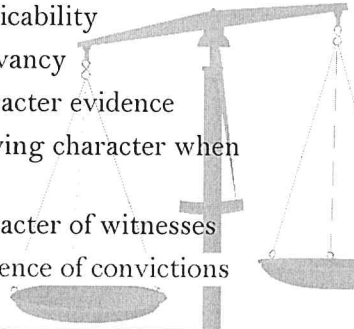 icability
vancy
acter evidence
ving character when
acter of witnesses
ence of convictions